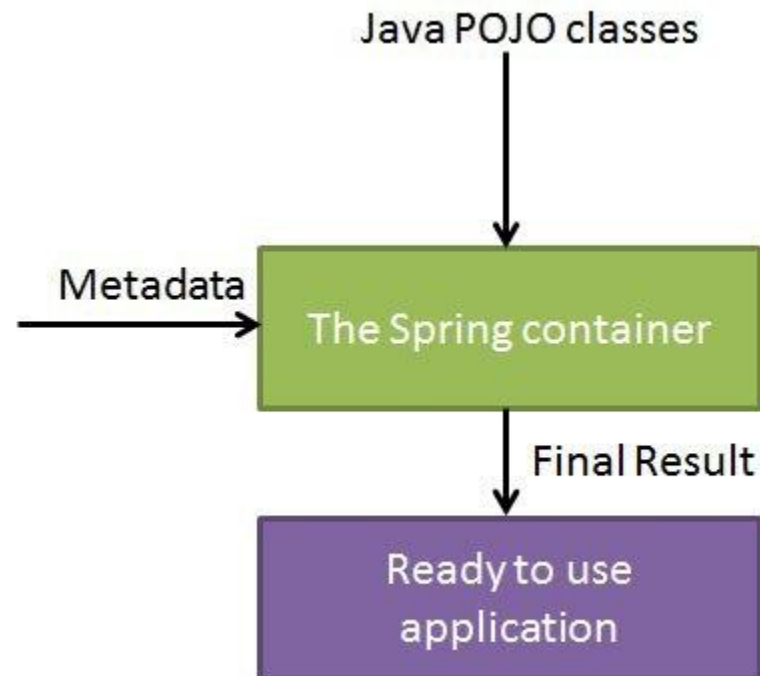 Java POJO classes
Metadata
The Spring container
Final Result
Ready to use
application